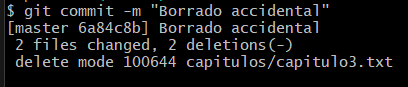 $ git commit -m "Borrado accidental"
[master 6a84c8b] Borrado accidental
 2 files changed, 2 deletions(-)
 delete mode 100644 capitulos/capitulo3.txt